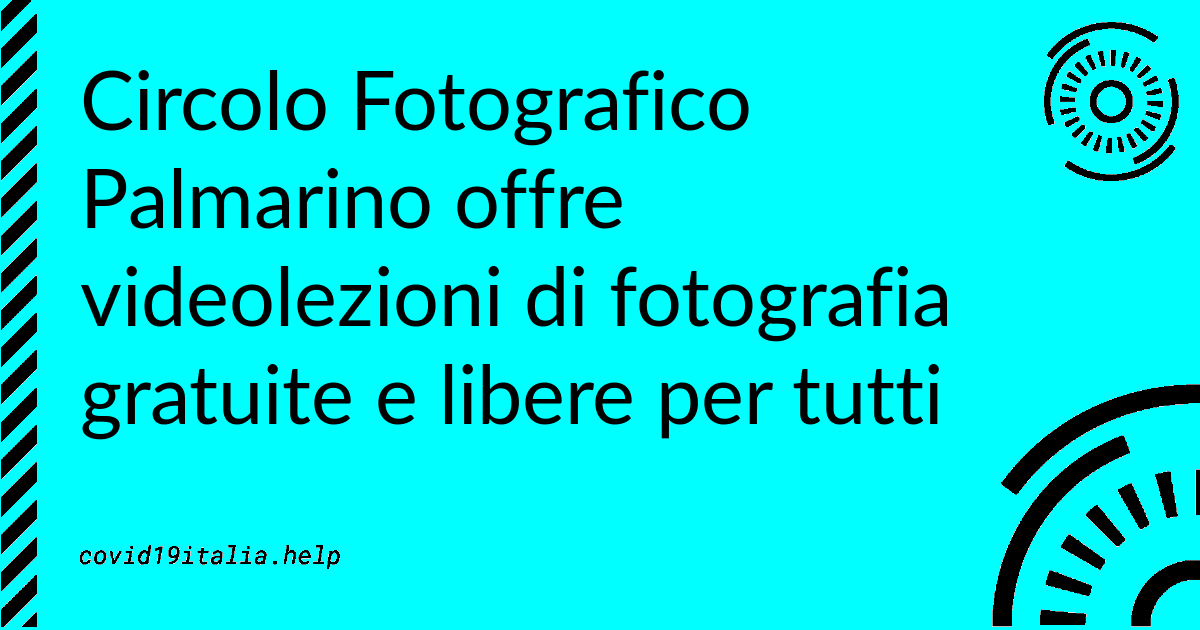 Circolo Fotografico
Palmarino offre
videolezioni di fotografia
gratuite e libere per tutti
covid19italia.help